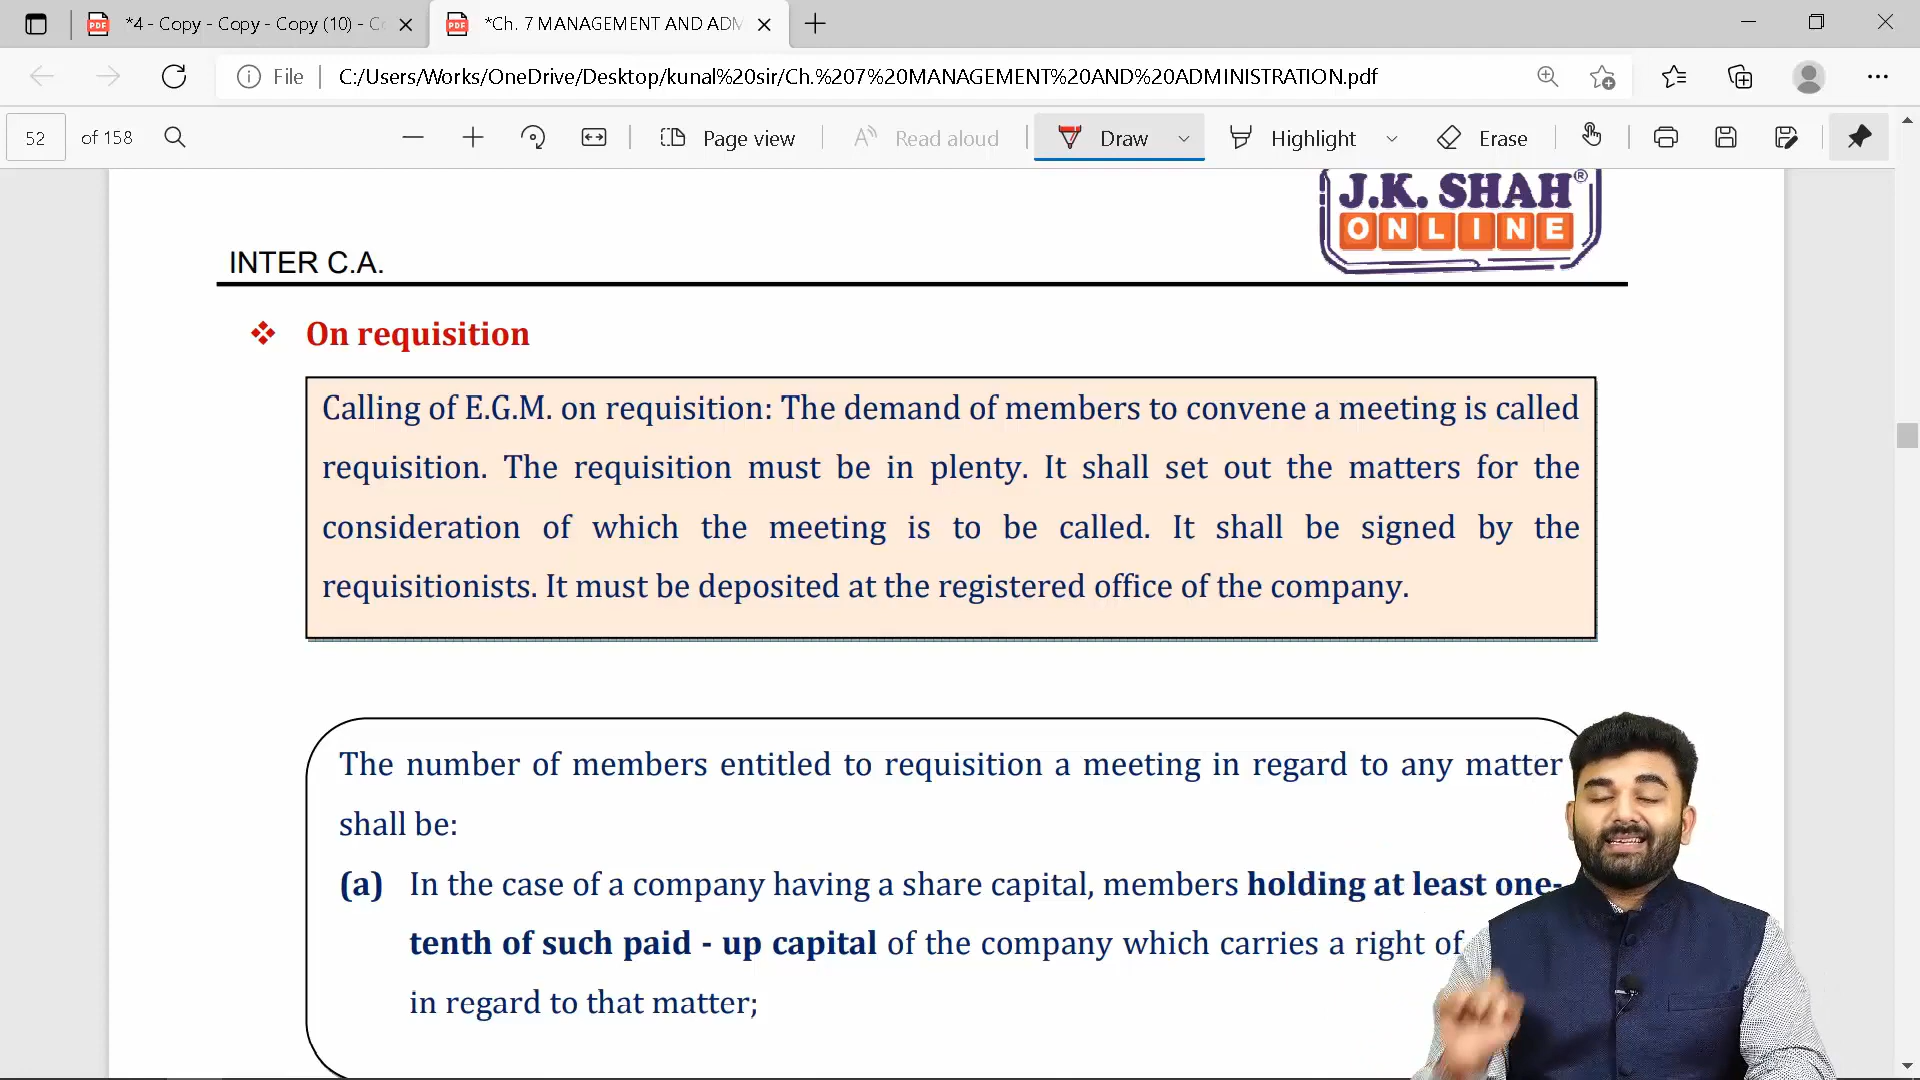 *4 - Copy - Copy - Copy (10) - C
*Ch. 7 MANAGEMENT AND ADM
File
C:/Users/Works/OneDrive/Desktop/kunal%20sir/Ch.%207%20MANAGEMENT%20AND%20ADMINISTRATION.pdf
52 of 158
Page view
Read aloud
Draw
Highlight
Erase
J.K. SHAH®
ONLINE
INTER C.A.
❖ On requisition
Calling of E.G.M. on requisition: The demand of members to convene a meeting is called
requisition. The requisition must be in plenty. It shall set out the matters for the
consideration of which the meeting is to be called. It shall be signed by the
requisitionists. It must be deposited at the registered office of the company.
The number of members entitled to requisition a meeting in regard to any matter
shall be:
(a) In the case of a company having a share capital, members holding at least one-
tenth of such paid - up capital of the company which carries a right of
in regard to that matter;